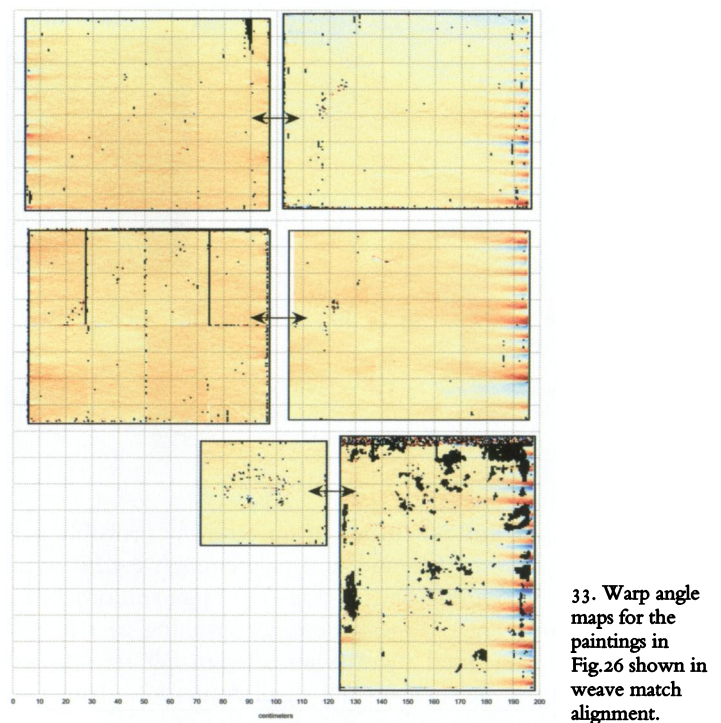 0 10 20 30 40 50 60 70 80 90 100 110 120 130 140 150 160 170 180 190 200
centimeters
33. Warp angle
maps for the
paintings in
Fig.26 shown in
weave match
alignment.